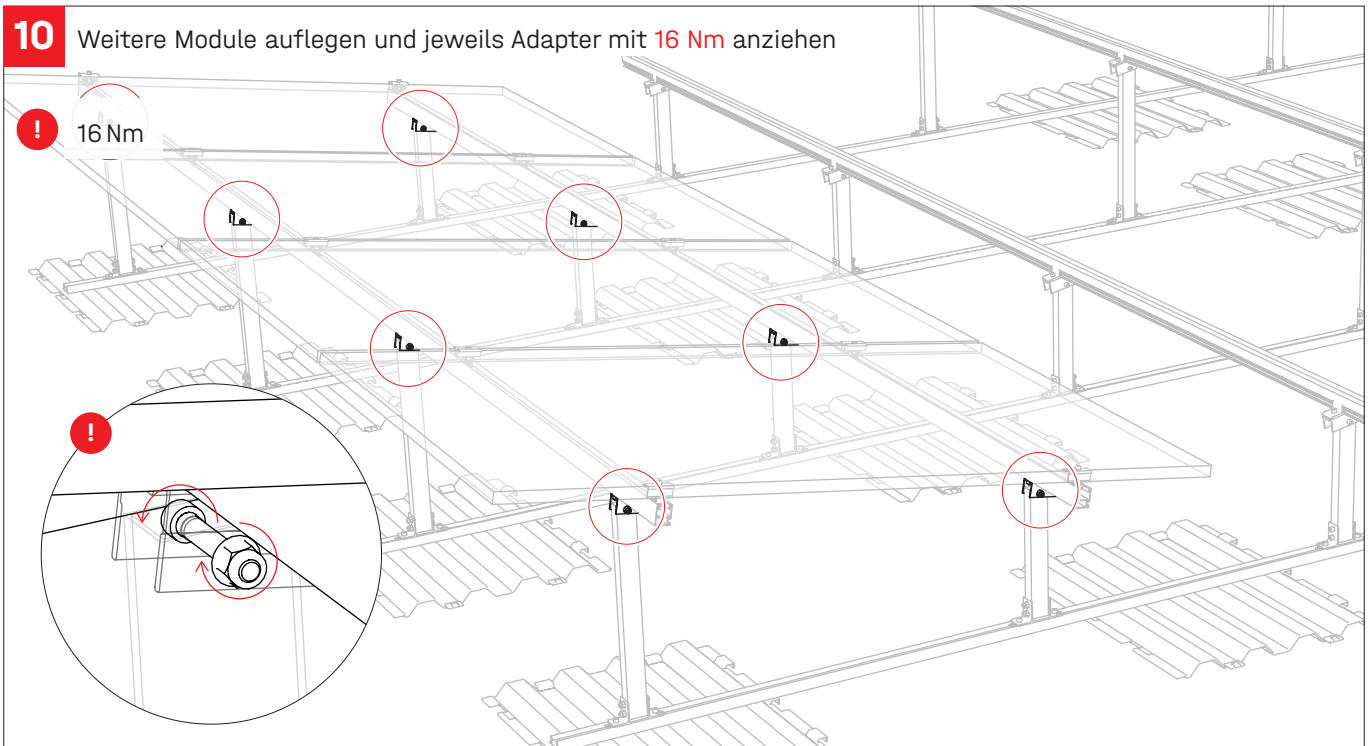 10 Weitere Module auflegen und jeweils Adapter mit 16 Nm anziehen
! 16 Nm
!